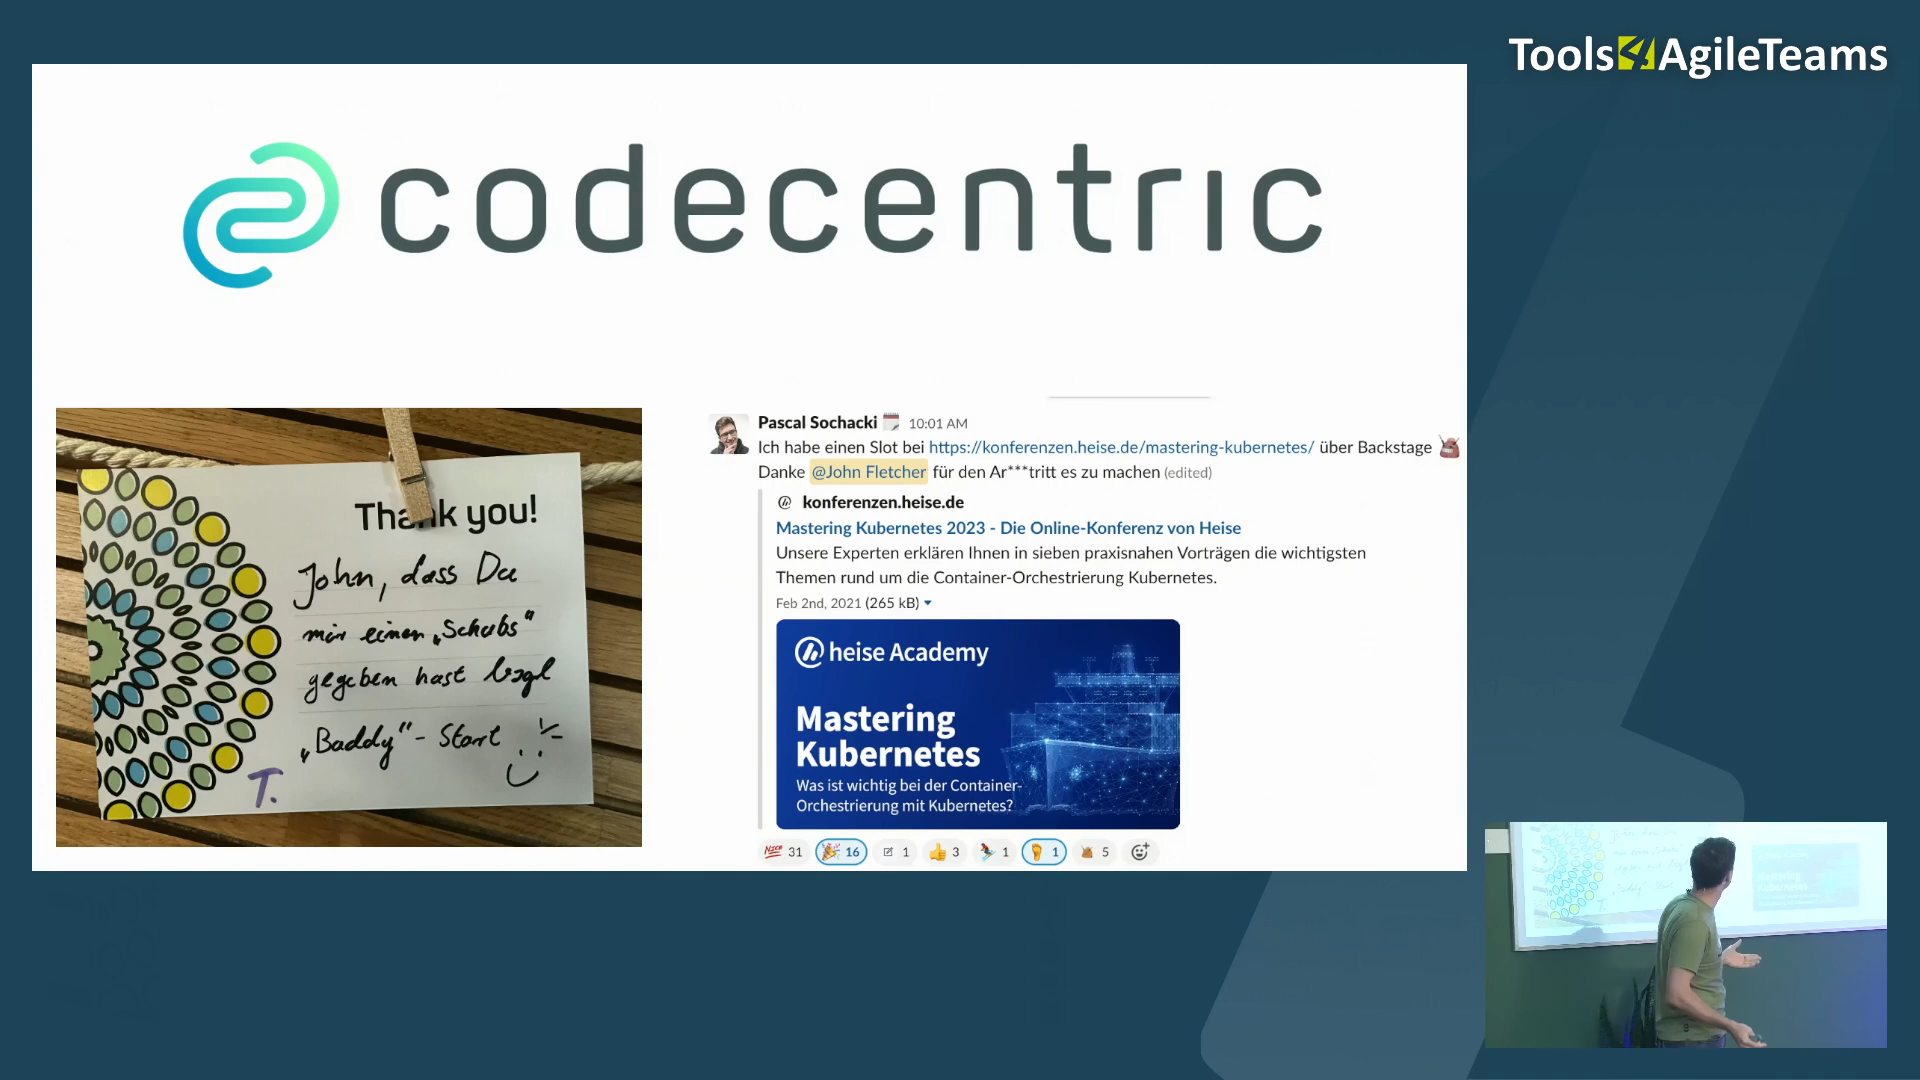 Tools4AgileTeams
codecentric
Thank you!
John, dass Du
mir einen „Schubs“
gegeben hast bzgl
„Baddy“ - Start
T.
Pascal Sochacki 10:01 AM
Ich habe einen Slot bei https://konferenzen.heise.de/mastering-kubernetes/ über Backstage
Danke @John Fletcher für den Ar***tritt es zu machen (edited)
konferenzen.heise.de
Mastering Kubernetes 2023 - Die Online-Konferenz von Heise
Unsere Experten erklären Ihnen in sieben praxisnahen Vorträgen die wichtigsten
Themen rund um die Container-Orchestrierung Kubernetes.
Feb 2nd, 2021 (265 kB)
heise Academy
Mastering
Kubernetes
Was ist wichtig bei der Container-
Orchestrierung mit Kubernetes?
NICE 31 16 1 3 1 1 5
Mastering
Kubernetes